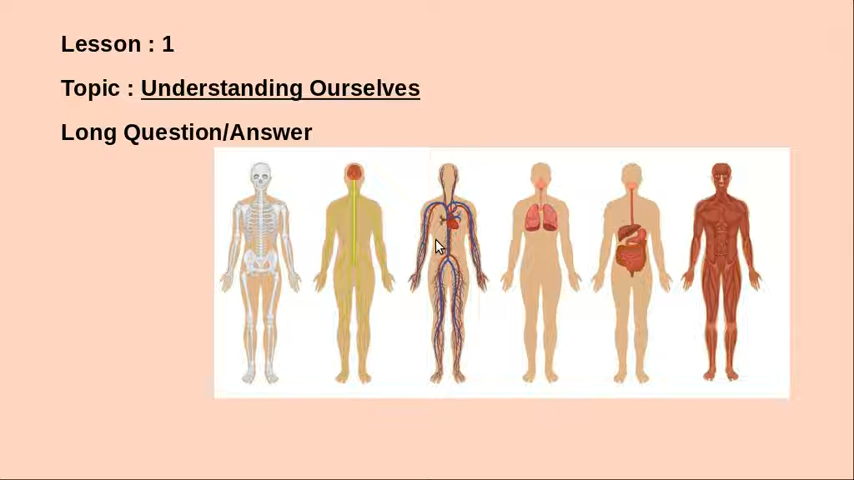 Lesson : 1
Topic : Understanding Ourselves
Long Question/Answer